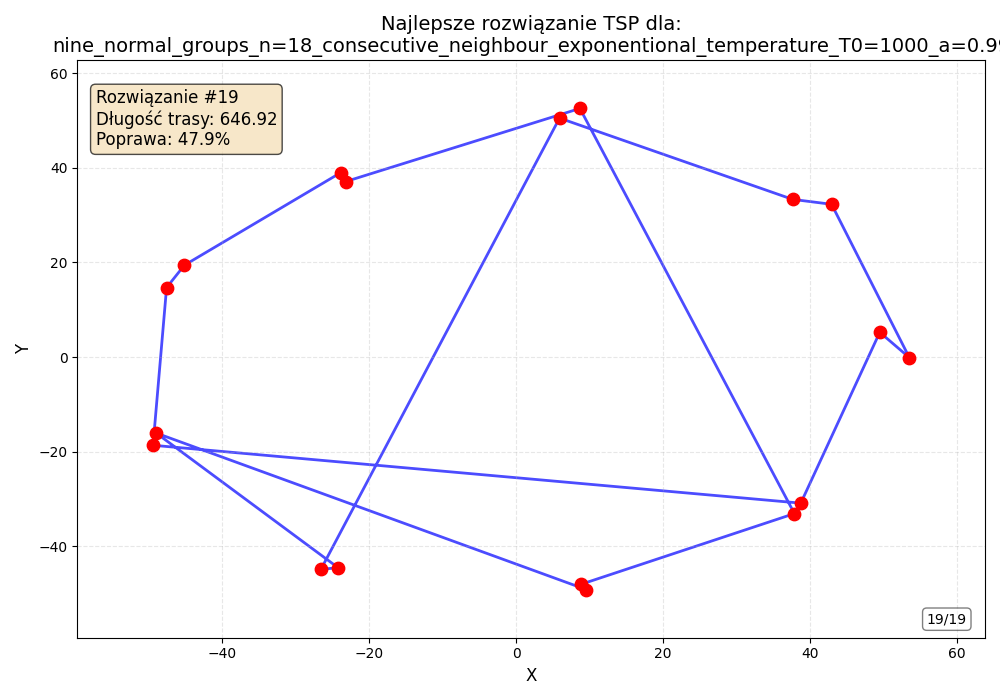 Najlepsze rozwiązanie TSP dla:
nine_normal_groups_n=18_consecutive_neighbour_exponentional_temperature_T0=1000_a=0.99
Rozwiązanie #19
Długość trasy: 646.92
Poprawa: 47.9%
60
40
20
0
−20
−40
Y
−40
−20
0
20
40
60
X
19/19